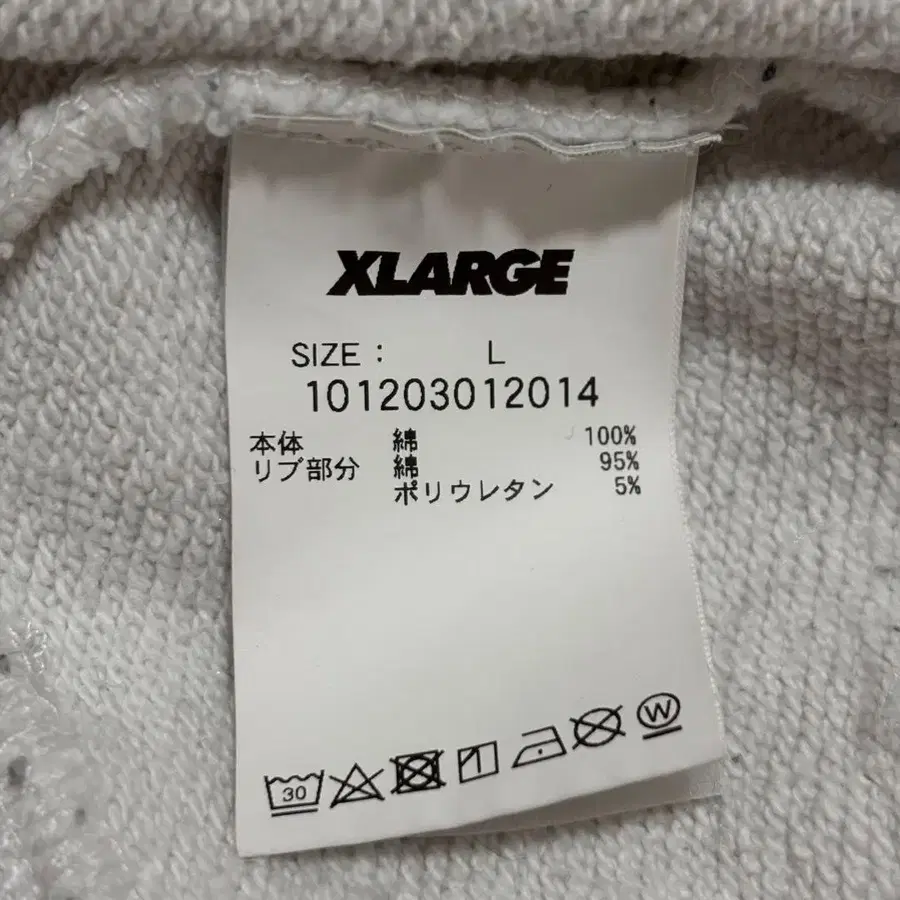 XLARGE
SIZE : L
101203012014
本体 綿 100%
リブ部分 綿 95%
ポリウレタン 5%
30
W